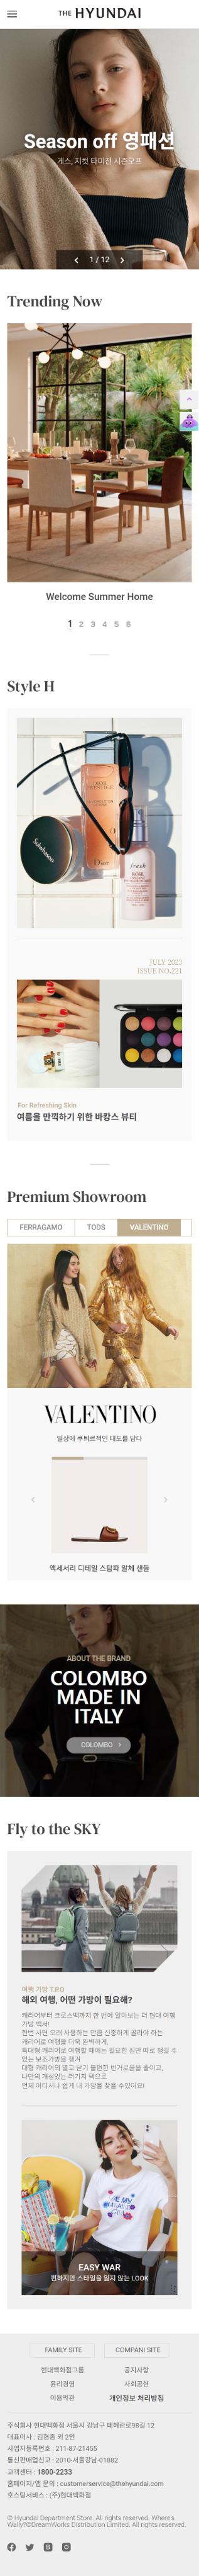 THE HYUNDAI
Season off 영패션
게스, 지컷 타미진 시즌오프
1 / 12
Trending Now
Welcome Summer Home
1 2 3 4 5 6
Style H
Dior
fresh
ROSE
JULY 2023
ISSUE NO.221
For Refreshing Skin
여름을 만끽하기 위한 바캉스 뷰티
Premium Showroom
FERRAGAMO TODS VALENTINO
VALENTINO
일상에 쿠튀르적인 태도를 담다
액세서리 디테일 스탐파 알체 샌들
ABOUT THE BRAND
COLOMBO
MADE IN
ITALY
COLOMBO
Fly to the SKY
여행 가방 T.P.O
해외 여행, 어떤 가방이 필요해?
캐리어부터 크로스백까지 한 번에 알아보는 더 현대 여행
가방 백서!
한번 사면 오래 사용하는 만큼 신중하게 골라야 하는
캐리어로 여행을 더욱 완벽하게,
특대형 캐리어로 여행할 때에는 필요한 짐만 따로 챙길 수
있는 보조가방을 챙겨
대형 캐리어의 열고 닫기 불편한 번거로움을 줄이고,
나만의 개성있는 리기지 택으로
언제 어디서나 쉽게 내 가방을 찾을 수있어요!
EASY WAR
편하지만 스타일을 잃지 않는 LOOK
FAMILY SITE COMPANI SITE
현대백화점그룹 공지사항
윤리경영 사회공헌
이용약관 개인정보 처리방침
주식회사 현대백화점 서울시 강남구 테헤란로98길 12
대표이사 : 김형종 외 2인
사업자등록번호 : 211-87-21455
통신판매업신고 : 2010-서울강남-01882
고객센터 : 1800-2233
홈페이지/앱 문의 : customerservice@thehyundai.com
호스팅서비스 : (주)현대백화점
© Hyundai Department Store. All rights reserved. Where's
Wally?©DreamWorks Distribution Limited. All rights reserved.